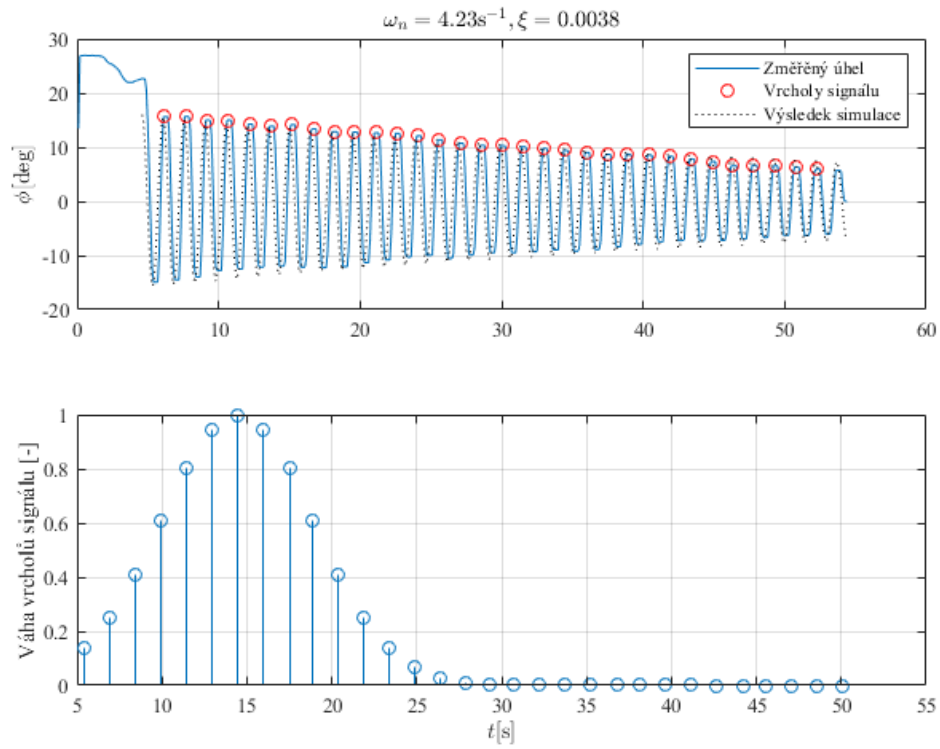 ω_n = 4.23s⁻¹, ξ = 0.0038
30
20
10
0
-10
-20
ϕ[deg]
Změřěný úhel
Vrcholy signálu
Výsledek simulace
0 10 20 30 40 50 60
1
0.8
0.6
0.4
0.2
0
Váha vrcholů signálu [-]
5 10 15 20 25 30 35 40 45 50 55
t[s]